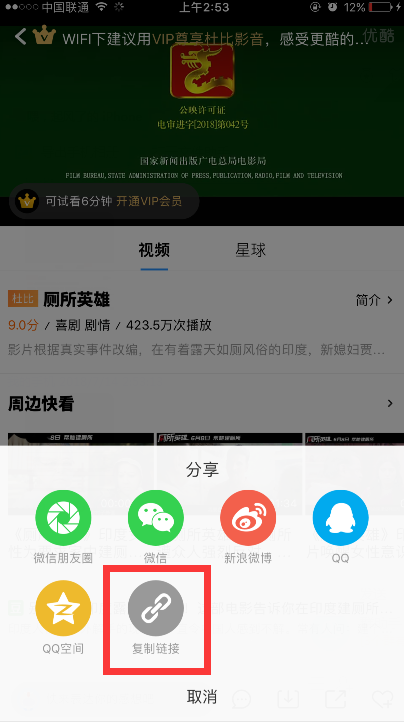 中国联通
上午2:53
12%
WIFI下建议用VIP尊享杜比影音，感受更酷的...
优酷
公映许可证
电审进字[2018]第042号
国家新闻出版广电总局电影局
FILM BUREAU,STATE ADMINISTRATION OF PRESS,PUBLICATION,RADIO,FILM AND TELEVISION
可试看6分钟 开通VIP会员
视频
星球
杜比
厕所英雄
简介
9.0分 / 喜剧 剧情 / 423.5万次播放
影片根据真实事件改编，在有着露天如厕风俗的印度，新媳妇贾...
周边快看
分享
微信朋友圈
微信
新浪微博
QQ
QQ空间
复制链接
取消